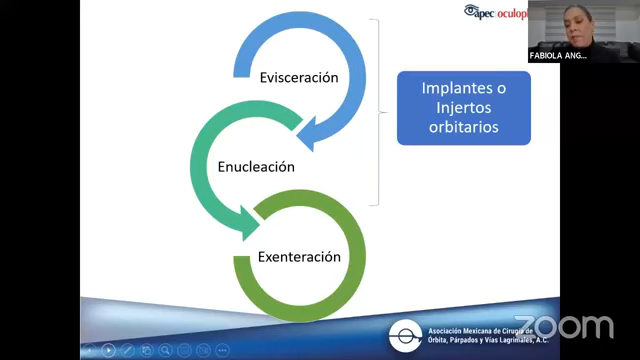 apec oculopl
FABIOLA ANG...
Evisceración
Implantes o
Injertos
orbitarios
Enucleación
Exenteración
Asociación Mexicana de Cirugía de
Órbita, Párpados y Vías Lagrimales, A.C.
zoom